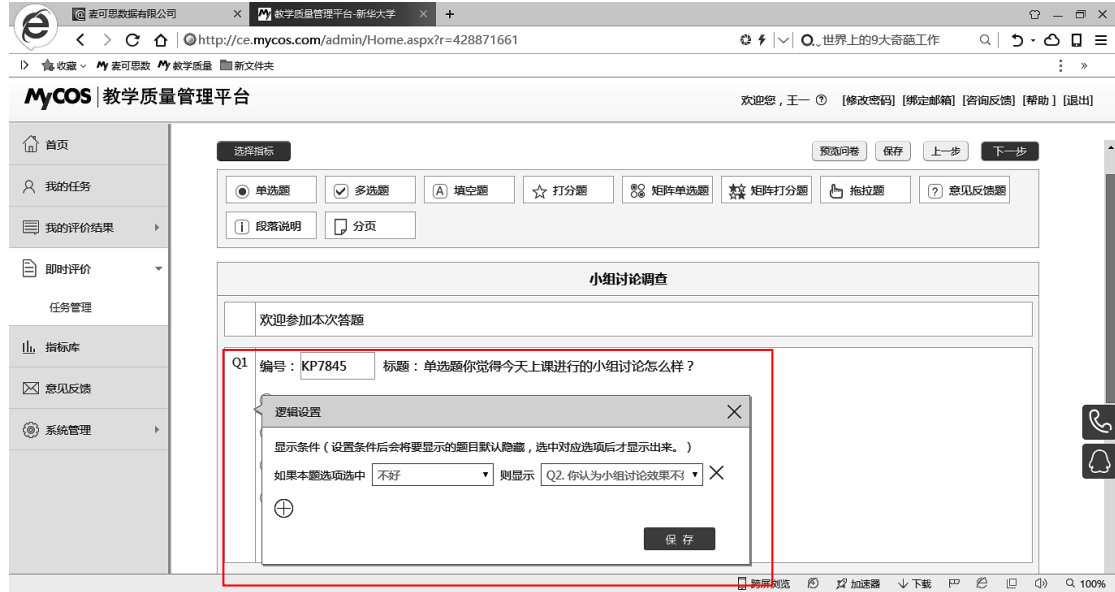 麦可思数据有限公司
教学质量管理平台-新华大学
http://ce.mycos.com/admin/Home.aspx?r=428871661
世界上的9大奇葩工作
收藏 麦可思数 教学质量 新文件夹
MyCOS 教学质量管理平台
欢迎您，王一 [修改密码] [绑定邮箱] [咨询反馈] [帮助] [退出]
首页
我的任务
我的评价结果
即时评价
任务管理
指标库
意见反馈
系统管理
选择指标
预览问卷 保存 上一步 下一步
单选题 多选题 填空题 打分题 矩阵单选题 矩阵打分题 拖拉题 意见反馈题
段落说明 分页
小组讨论调查
欢迎参加本次答题
Q1 编号：KP7845 标题：单选题你觉得今天上课进行的小组讨论怎么样？
逻辑设置
显示条件（设置条件后会将要显示的题目默认隐藏，选中对应选项后才显示出来。）
如果本题选项选中 不好 则显示 Q2. 你认为小组讨论效果不
保存
跨屏浏览 加速器 下载 100%